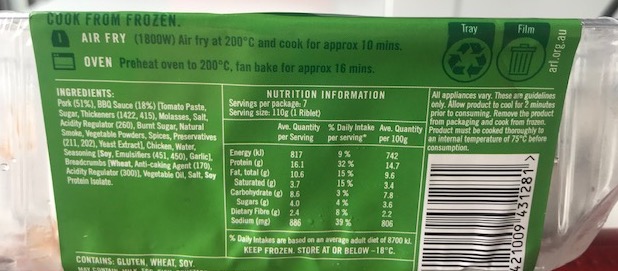 COOK FROM FROZEN.
AIR FRY (1800W) Air fry at 200°C and cook for approx 10 mins.
OVEN Preheat oven to 200°C, fan bake for approx 16 mins.
INGREDIENTS:
Pork (51%), BBQ Sauce (18%) [Tomato Paste,
Sugar, Thickeners (1422, 415), Molasses, Salt,
Acidity Regulator (260), Burnt Sugar, Natural
Smoke, Vegetable Powders, Spices, Preservatives
(211, 202), Yeast Extract], Chicken, Water,
Seasoning [Soy, Emulsifiers (451, 450), Garlic],
Breadcrumbs [Wheat, Anti-caking Agent (170),
Acidity Regulator (300)], Vegetable Oil, Salt, Soy
Protein Isolate.
CONTAINS: GLUTEN, WHEAT, SOY.
NUTRITION INFORMATION
Servings per package: 7
Serving size: 110g (1 Riblet)
Ave. Quantity % Daily Intake Ave. Quantity
per Serving per serving* per 100g
Energy (kJ) 817 9 % 742
Protein (g) 16.1 32 % 14.7
Fat, total (g) 10.6 15 % 9.6
Saturated (g) 3.7 15 % 3.4
Carbohydrate (g) 8.6 3 % 7.8
Sugars (g) 4.0 4 % 3.6
Dietary Fibre (g) 2.4 8 % 2.2
Sodium (mg) 886 39 % 806
% Daily Intakes are based on an average adult diet of 8700 kJ.
KEEP FROZEN. STORE AT OR BELOW -18°C.
Tray Film
arl.org.au
All appliances vary. These are guidelines
only. Allow product to cool for 2 minutes
prior to consuming. Remove the product
from packaging and cook from frozen.
Product must be cooked thoroughly to
an internal temperature of 75°C before
consumption.
421009 431281